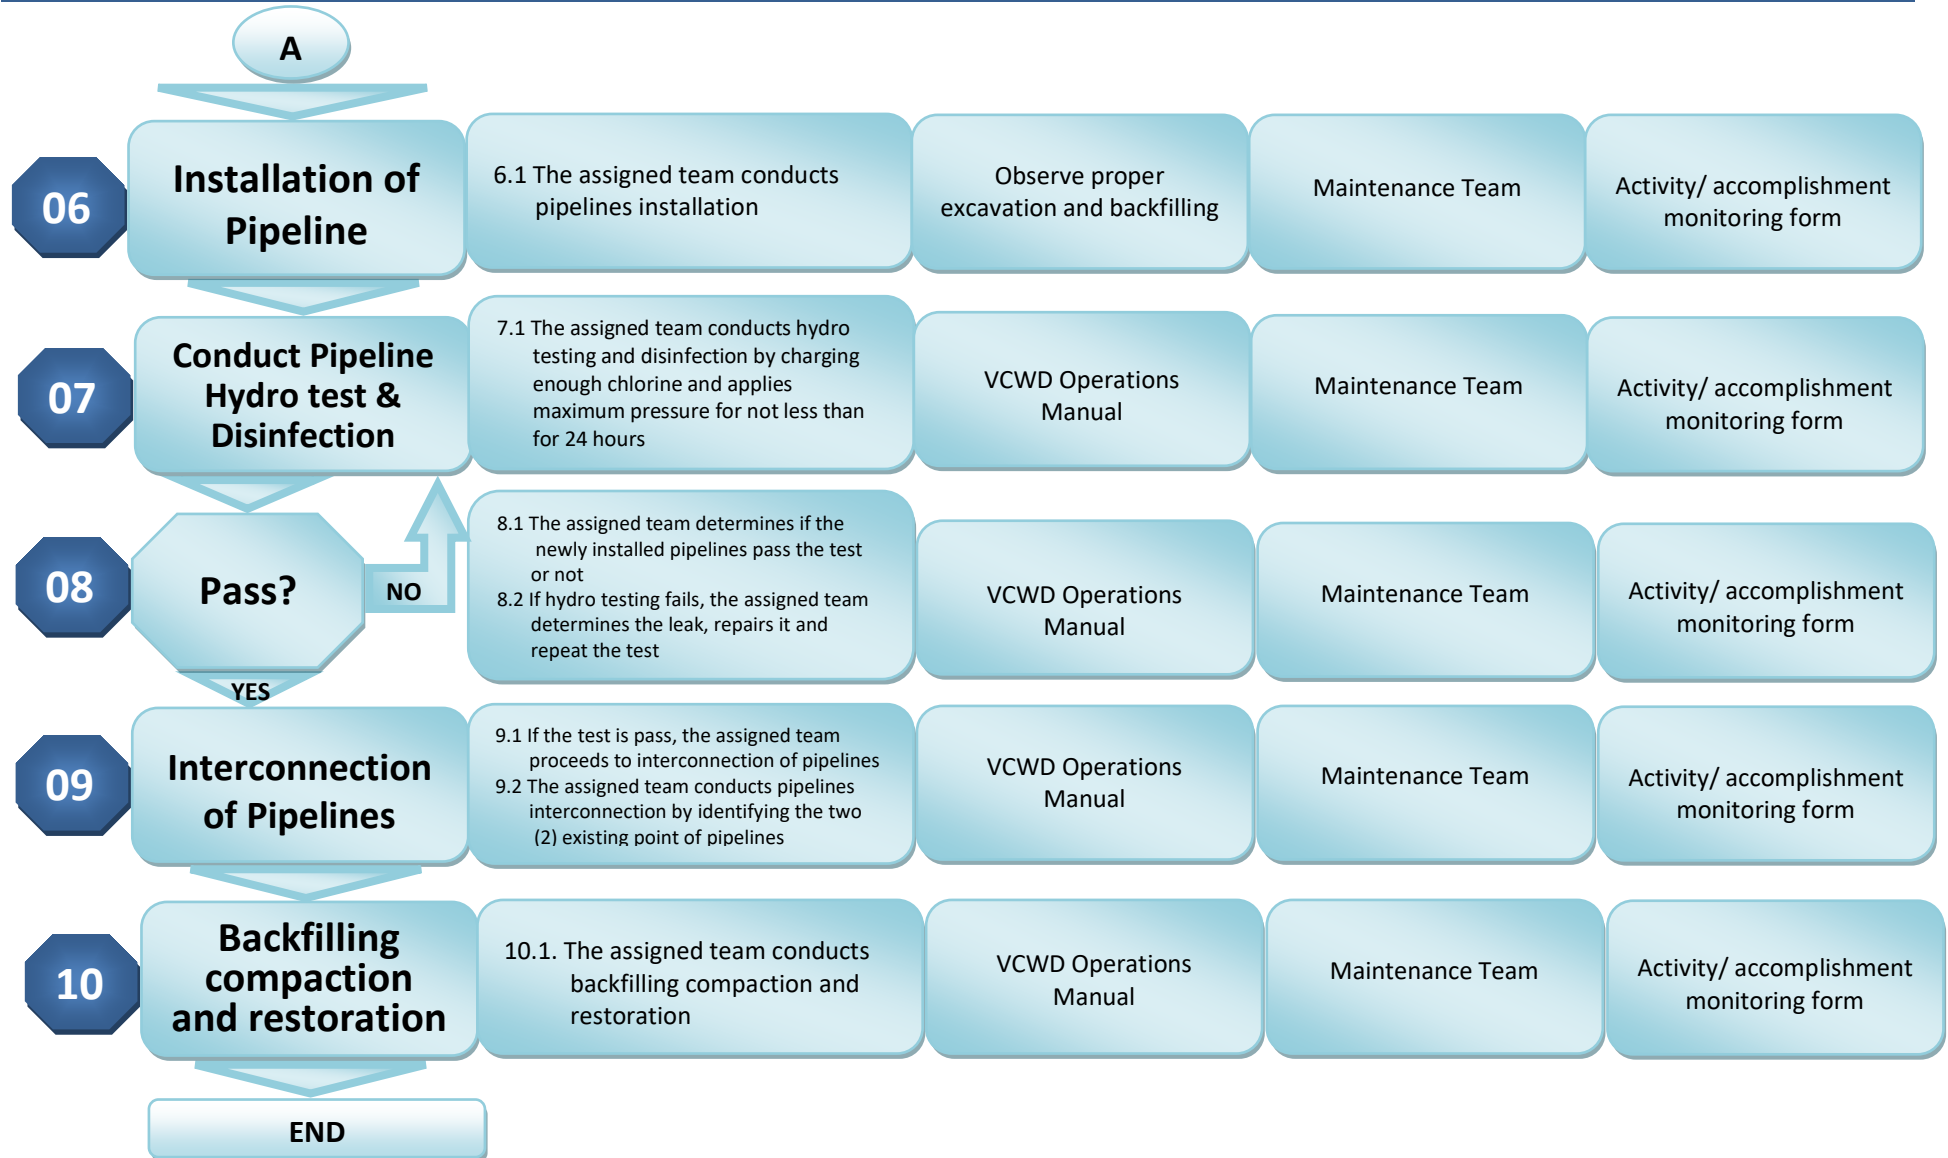 A
06
Installation of
Pipeline
6.1 The assigned team conducts
pipelines installation
Observe proper
excavation and backfilling
Maintenance Team
Activity/ accomplishment
monitoring form
07
Conduct Pipeline
Hydro test &
Disinfection
7.1 The assigned team conducts hydro
testing and disinfection by charging
enough chlorine and applies
maximum pressure for not less than
for 24 hours
VCWD Operations
Manual
Maintenance Team
Activity/ accomplishment
monitoring form
08
Pass?
NO
8.1 The assigned team determines if the
newly installed pipelines pass the test
or not
8.2 If hydro testing fails, the assigned team
determines the leak, repairs it and
repeat the test
VCWD Operations
Manual
Maintenance Team
Activity/ accomplishment
monitoring form
YES
09
Interconnection
of Pipelines
9.1 If the test is pass, the assigned team
proceeds to interconnection of pipelines
9.2 The assigned team conducts pipelines
interconnection by identifying the two
(2) existing point of pipelines
VCWD Operations
Manual
Maintenance Team
Activity/ accomplishment
monitoring form
10
Backfilling
compaction
and restoration
10.1. The assigned team conducts
backfilling compaction and
restoration
VCWD Operations
Manual
Maintenance Team
Activity/ accomplishment
monitoring form
END